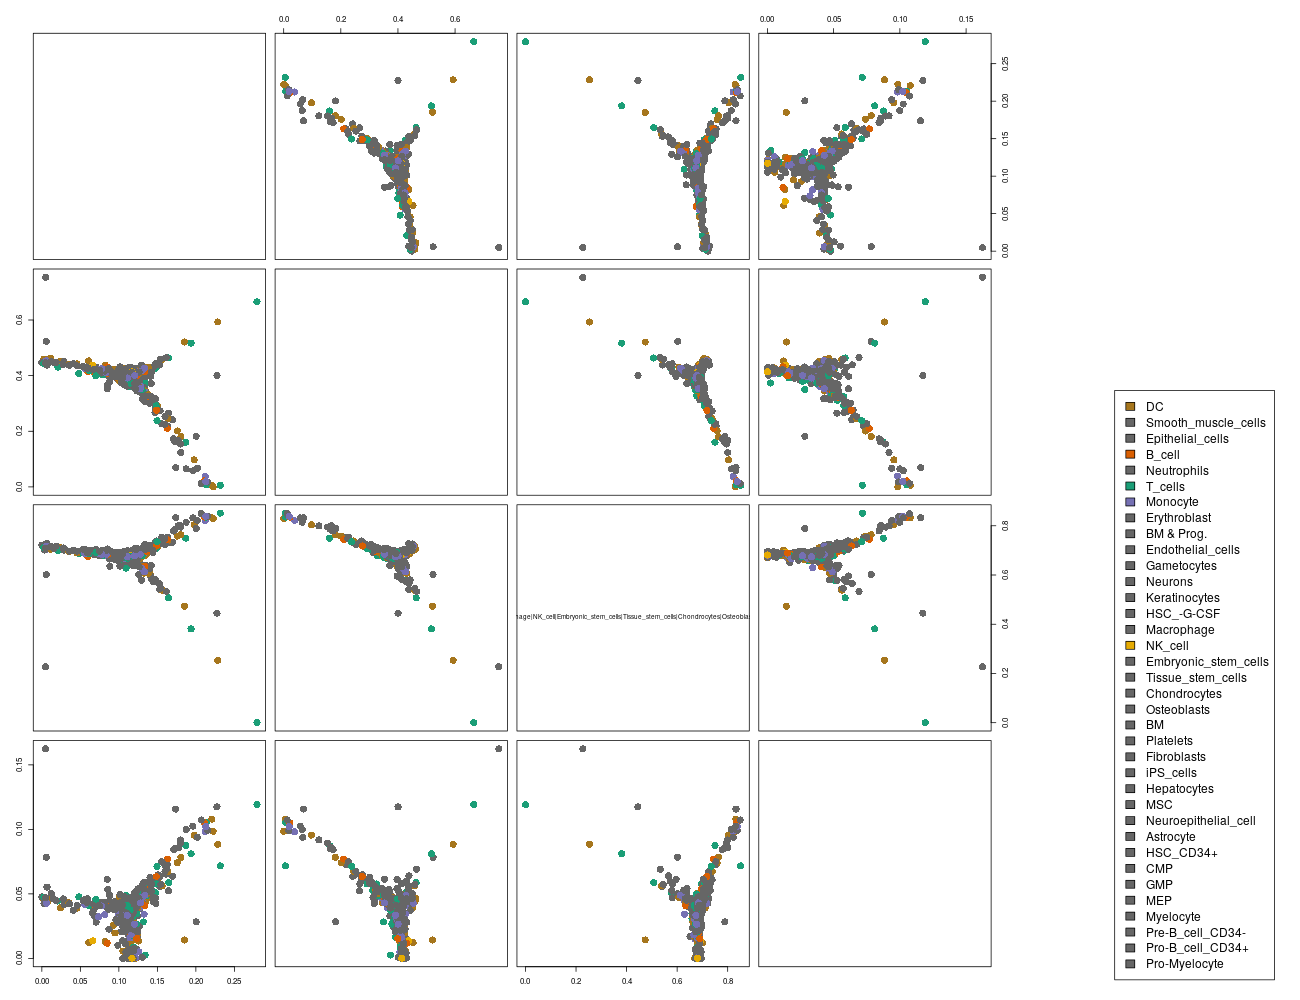 0.0 0.2 0.4 0.6
0.00 0.05 0.10 0.15
0.00 0.05 0.10 0.15 0.20 0.25
0.0 0.2 0.4 0.6
0.0 0.2 0.4 0.6 0.8
hage|NK_cell|Embryonic_stem_cells|Tissue_stem_cells|Chondrocytes|Osteobla
0.00 0.05 0.10 0.15
0.00 0.05 0.10 0.15 0.20 0.25
0.0 0.2 0.4 0.6 0.8
DC
Smooth_muscle_cells
Epithelial_cells
B_cell
Neutrophils
T_cells
Monocyte
Erythroblast
BM & Prog.
Endothelial_cells
Gametocytes
Neurons
Keratinocytes
HSC_-G-CSF
Macrophage
NK_cell
Embryonic_stem_cells
Tissue_stem_cells
Chondrocytes
Osteoblasts
BM
Platelets
Fibroblasts
iPS_cells
Hepatocytes
MSC
Neuroepithelial_cell
Astrocyte
HSC_CD34+
CMP
GMP
MEP
Myelocyte
Pre-B_cell_CD34-
Pro-B_cell_CD34+
Pro-Myelocyte